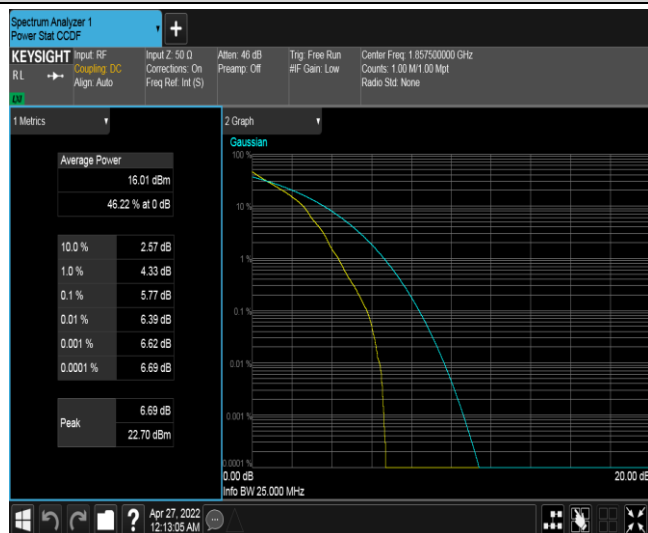 Spectrum Analyzer 1
Power Stat CCDF
KEYSIGHT
RL
Input: RF
Coupling: DC
Align: Auto
Input Z: 50 Ω
Corrections: On
Freq Ref: Int (S)
Atten: 46 dB
Preamp: Off
Trig: Free Run
#IF Gain: Low
Center Freq: 1.857500000 GHz
Counts: 1.00 M/1.00 Mpt
Radio Std: None
1 Metrics
Average Power
16.01 dBm
46.22 % at 0 dB
10.0 % 2.57 dB
1.0 % 4.33 dB
0.1 % 5.77 dB
0.01 % 6.39 dB
0.001 % 6.62 dB
0.0001 % 6.69 dB
Peak
6.69 dB
22.70 dBm
2 Graph
Gaussian
100 %
10 %
1 %
0.1 %
0.01 %
0.001 %
0.0001 %
0.00 dB 20.00 dB
Info BW 25.000 MHz
Apr 27, 2022
12:13:05 AM